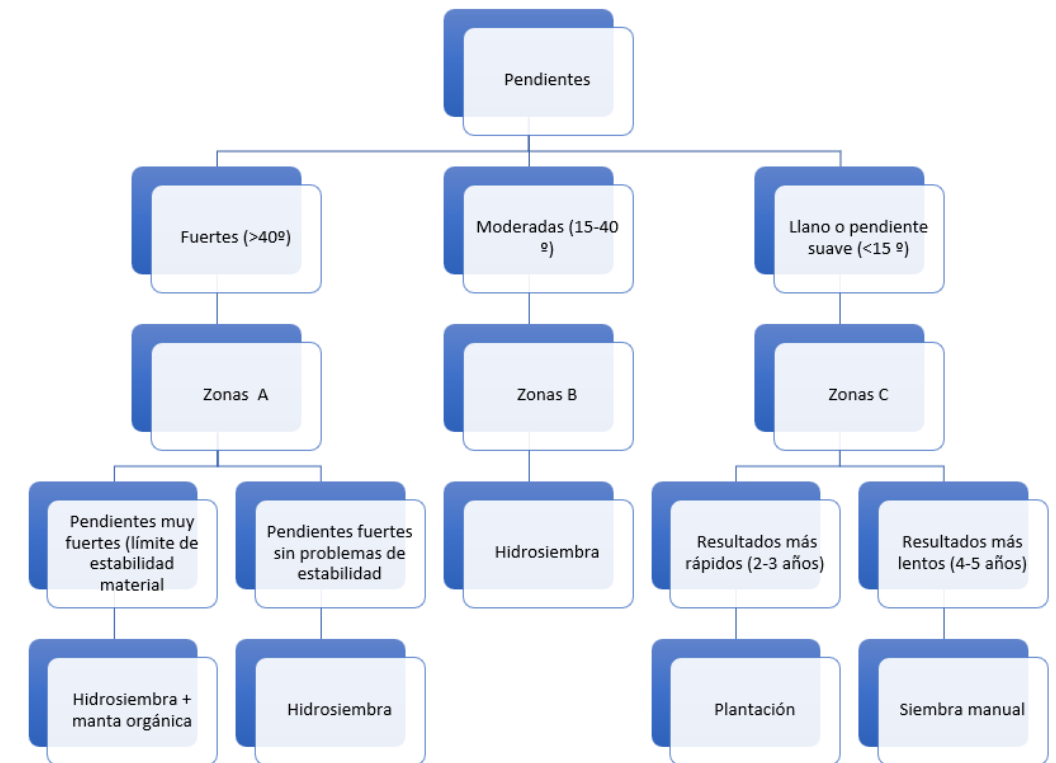 Pendientes
Fuertes (>40º)
Moderadas (15-40
º)
Llano o pendiente
suave (<15 º)
Zonas A
Zonas B
Zonas C
Pendientes muy
fuertes (límite de
estabilidad
material
Pendientes fuertes
sin problemas de
estabilidad
Hidrosiembra
Resultados más
rápidos (2-3 años)
Resultados más
lentos (4-5 años)
Hidrosiembra +
manta orgánica
Hidrosiembra
Plantación
Siembra manual